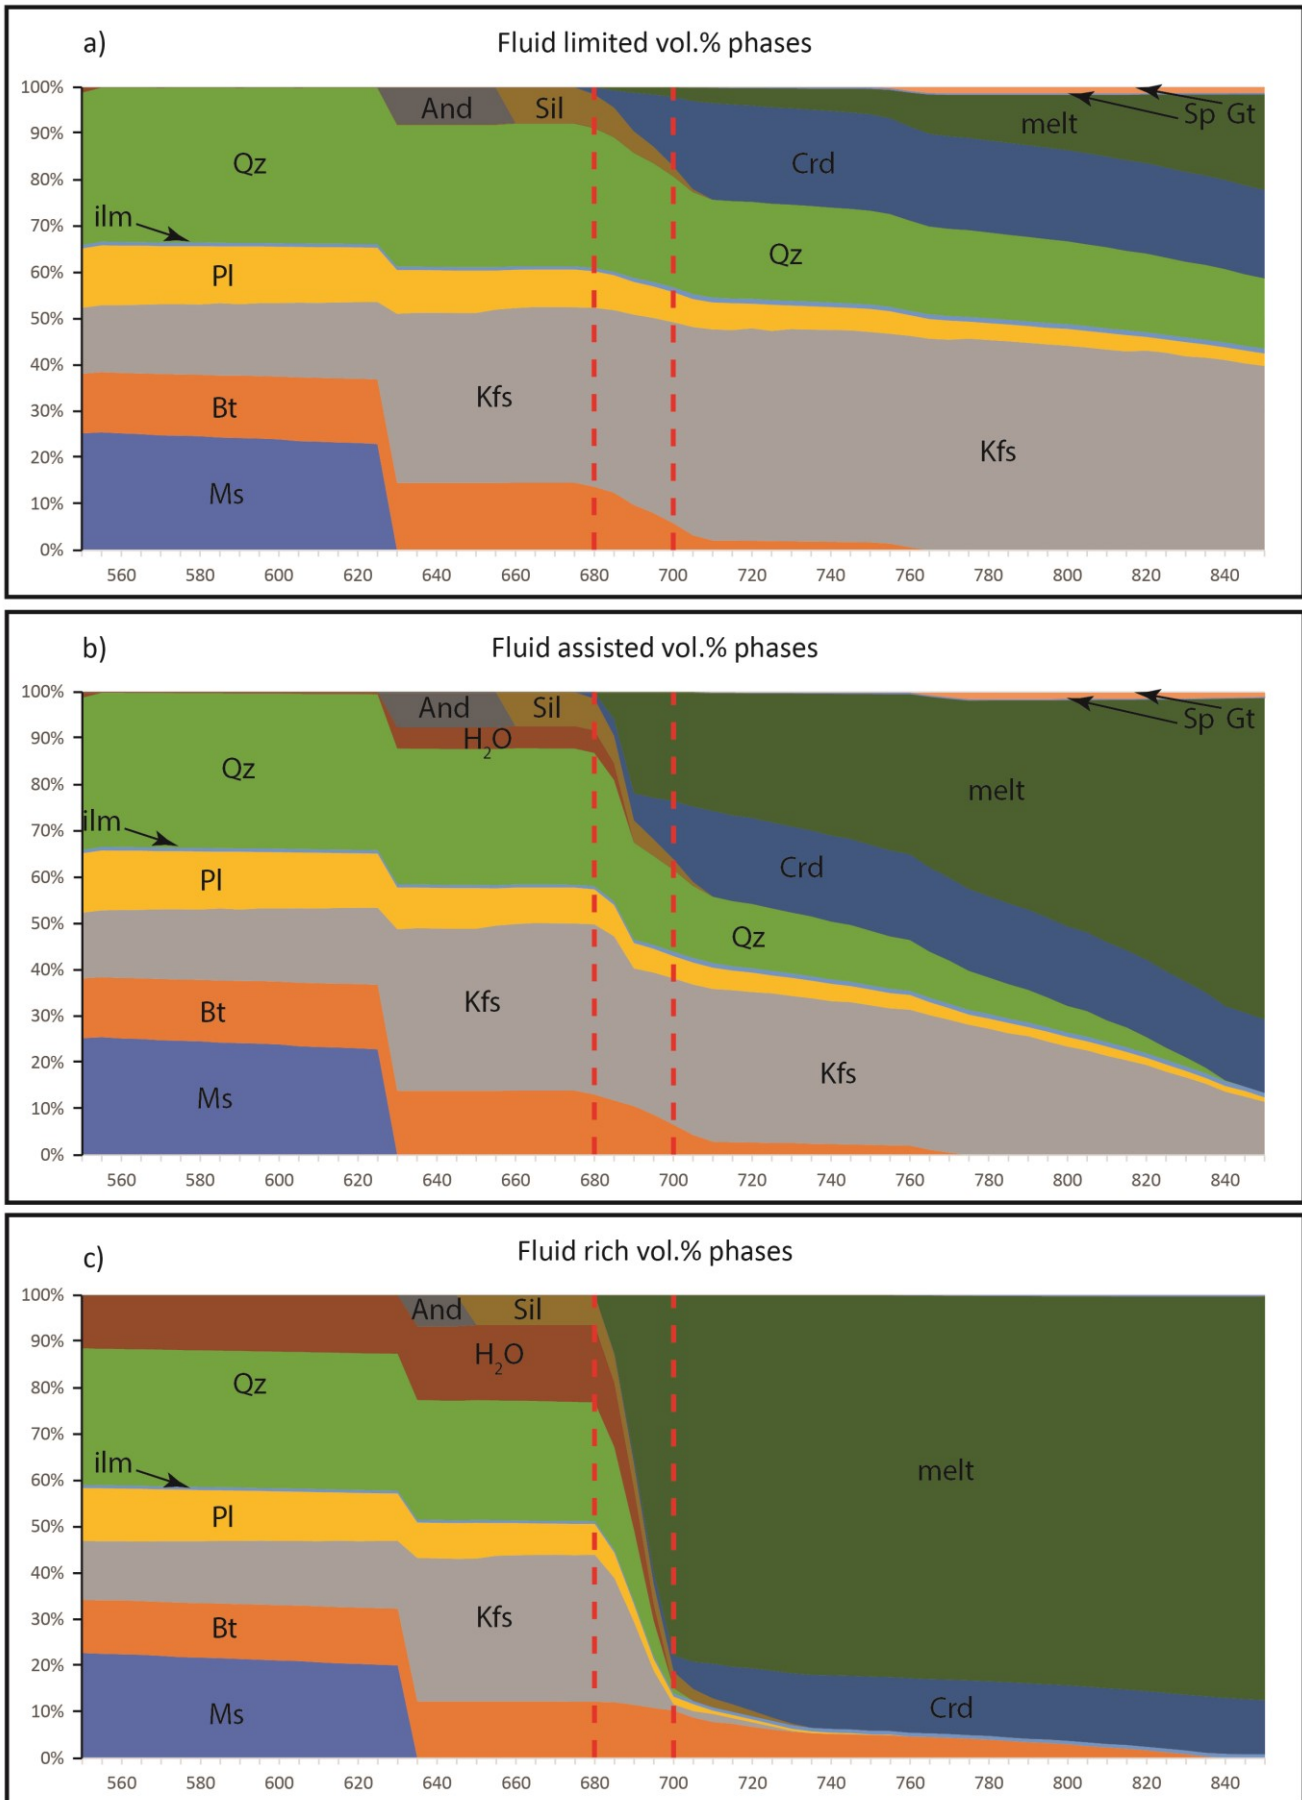 a) Fluid limited vol.% phases
100%
And Sil Sp Gt
90% melt
Qz Crd
80%
70%
ilm Qz
60%
Pl
50%
40%
Kfs
30%
Bt Kfs
20%
Ms
10%
0%
560 580 600 620 640 660 680 700 720 740 760 780 800 820 840
b) Fluid assisted vol.% phases
100%
And Sil Sp Gt
90% H2O
Qz melt
80%
70%
ilm
60% Crd
Pl
50%
Qz
40%
Kfs
30%
Bt
20% Kfs
Ms
10%
0%
560 580 600 620 640 660 680 700 720 740 760 780 800 820 840
c) Fluid rich vol.% phases
100%
And Sil
90% H2O
Qz
80%
70%
ilm melt
60%
Pl
50%
40%
Kfs
30%
Bt
20%
Ms Crd
10%
0%
560 580 600 620 640 660 680 700 720 740 760 780 800 820 840